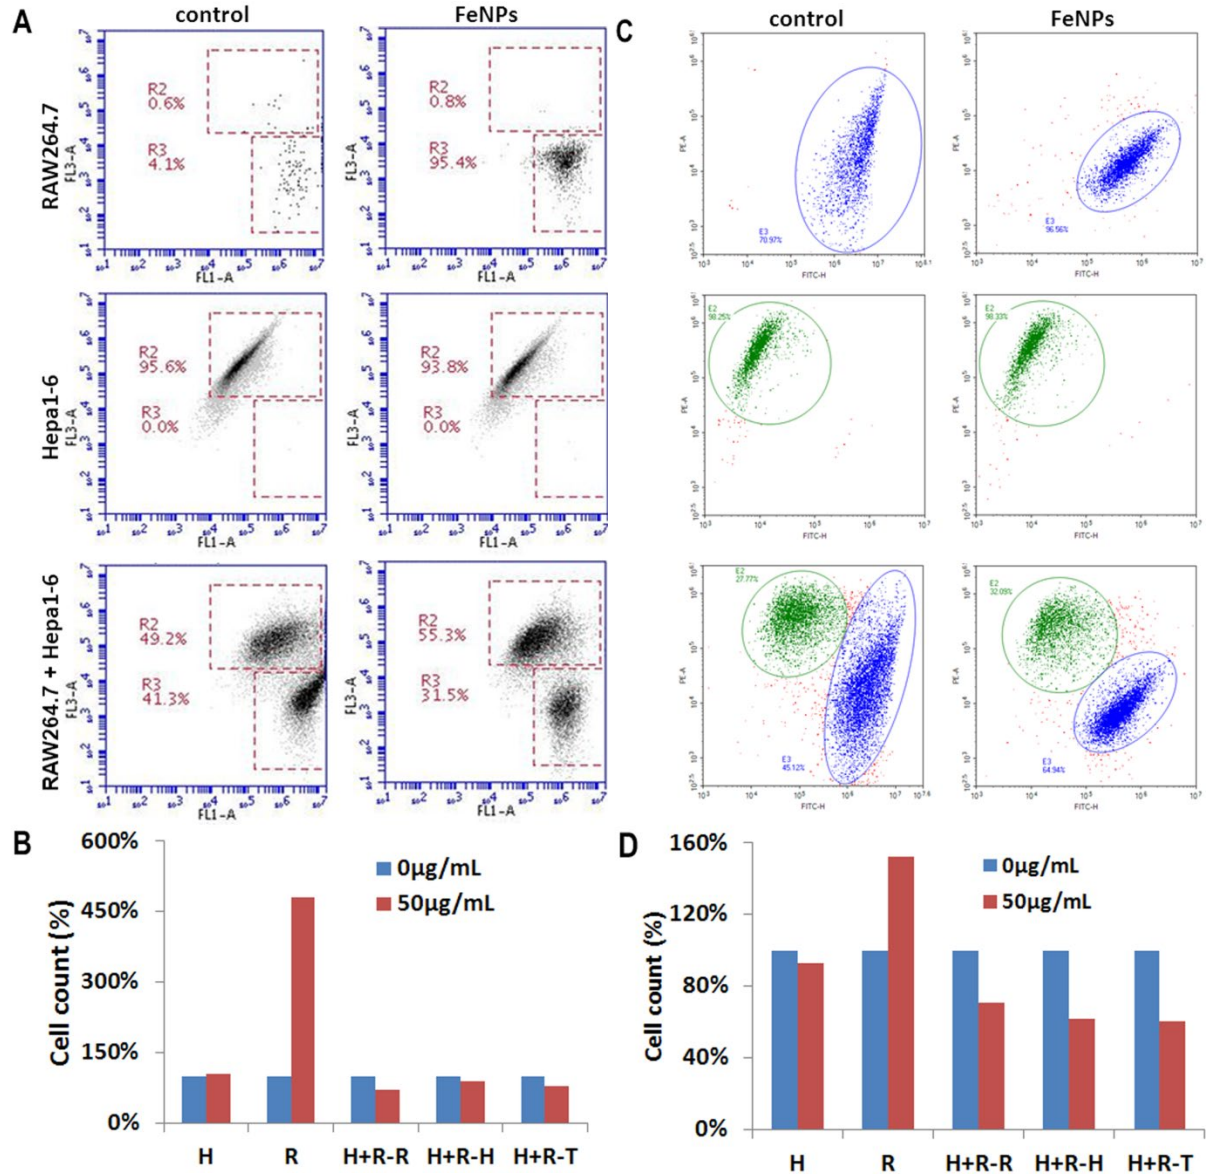 A
control
FeNPs
C
control
FeNPs
RAW264.7
FL3-A
R2
0.6%
R3
4.1%
FL1-A
R2
0.8%
R3
95.4%
FL3-A
FL1-A
PE-A
E3
70.97%
FITC-H
PE-A
E3
96.56%
FITC-H
Hepa1-6
FL3-A
R2
95.6%
R3
0.0%
FL1-A
R2
93.8%
R3
0.0%
FL3-A
FL1-A
E2
98.25%
PE-A
FITC-H
E2
98.33%
PE-A
FITC-H
RAW264.7 + Hepa1-6
FL3-A
R2
49.2%
R3
41.3%
FL1-A
R2
55.3%
R3
31.5%
FL3-A
FL1-A
E2
27.77%
PE-A
E3
45.12%
FITC-H
E2
32.09%
PE-A
E3
64.94%
FITC-H
B
Cell count (%)
600%
450%
300%
150%
0%
0µg/mL
50µg/mL
H R H+R-R H+R-H H+R-T
D
Cell count (%)
160%
120%
80%
40%
0%
0µg/mL
50µg/mL
H R H+R-R H+R-H H+R-T